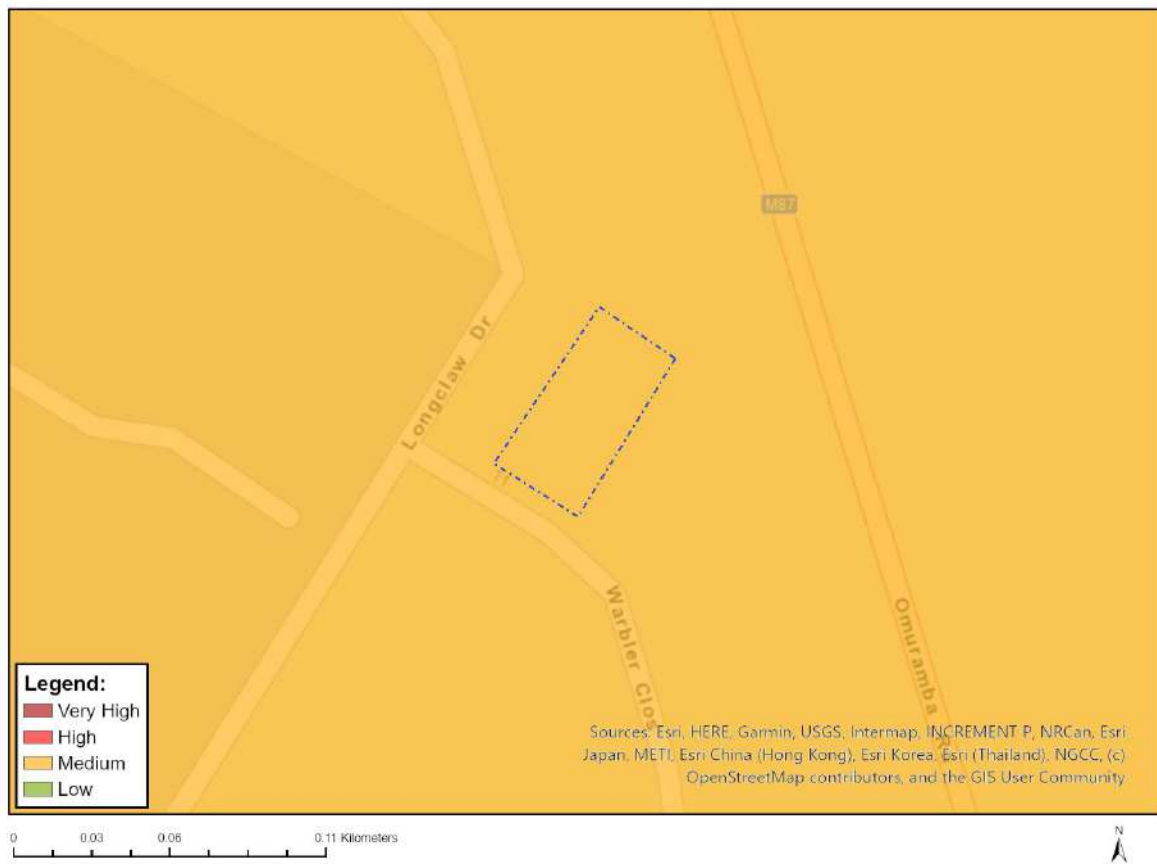 M87
Longclaw Dr
Warbler Clos
Omuramba R
Legend:
Very High
High
Medium
Low
Sources: Esri, HERE, Garmin, USGS, Intermap, INCREMENT P, NRCan, Esri
Japan, METI, Esri China (Hong Kong), Esri Korea, Esri (Thailand), NGCC, (c)
OpenStreetMap contributors, and the GIS User Community
0 0.03 0.06 0.11 Kilometers
N